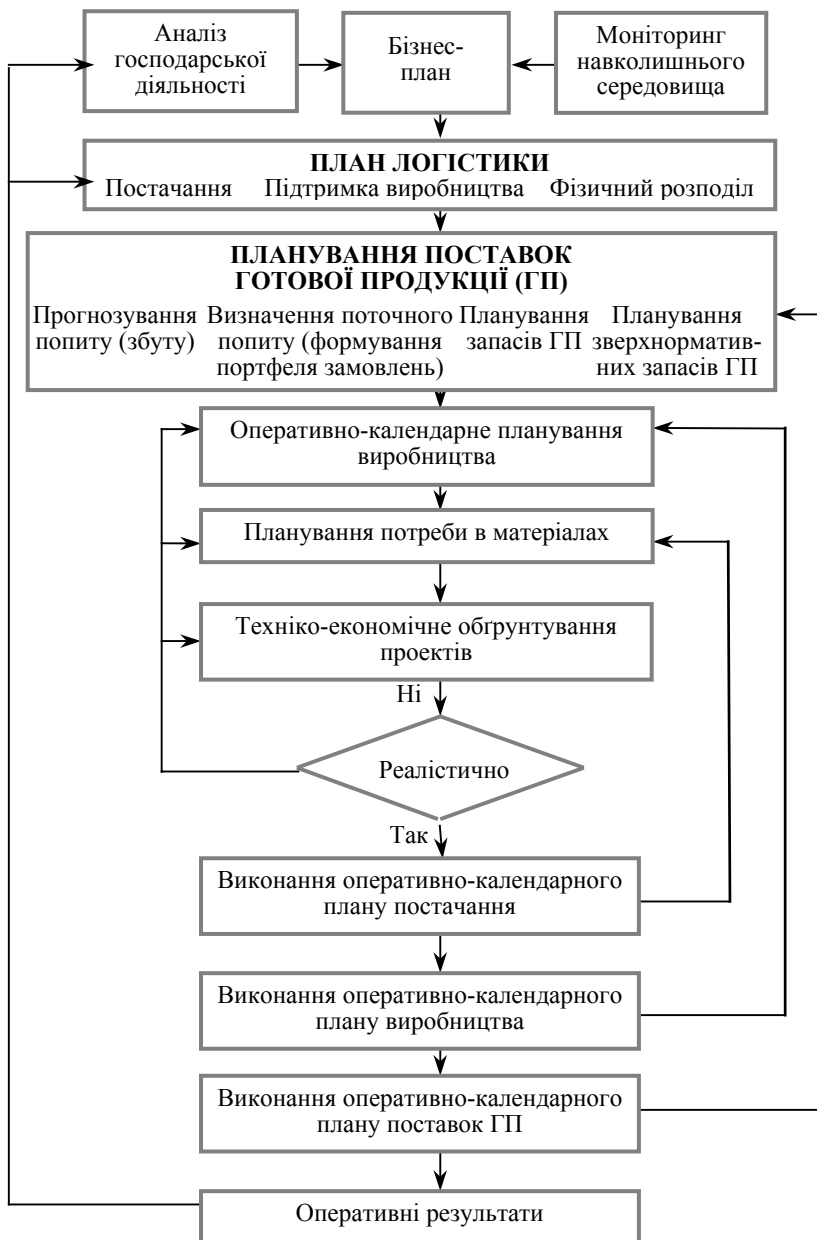 Аналіз
господарської
діяльності
Бізнес-
план
Моніторинг
навколишнього
середовища
ПЛАН ЛОГІСТИКИ
Постачання Підтримка виробництва Фізичний розподіл
ПЛАНУВАННЯ ПОСТАВОК
ГОТОВОЇ ПРОДУКЦІЇ (ГП)
Прогнозування
попиту (збуту)
Визначення поточного
попиту (формування
портфеля замовлень)
Планування
запасів ГП
Планування
зверхнорматив-
них запасів ГП
Оперативно-календарне планування
виробництва
Планування потреби в матеріалах
Техніко-економічне обґрунтування
проектів
Ні
Реалістично
Так
Виконання оперативно-календарного
плану постачання
Виконання оперативно-календарного
плану виробництва
Виконання оперативно-календарного
плану поставок ГП
Оперативні результати